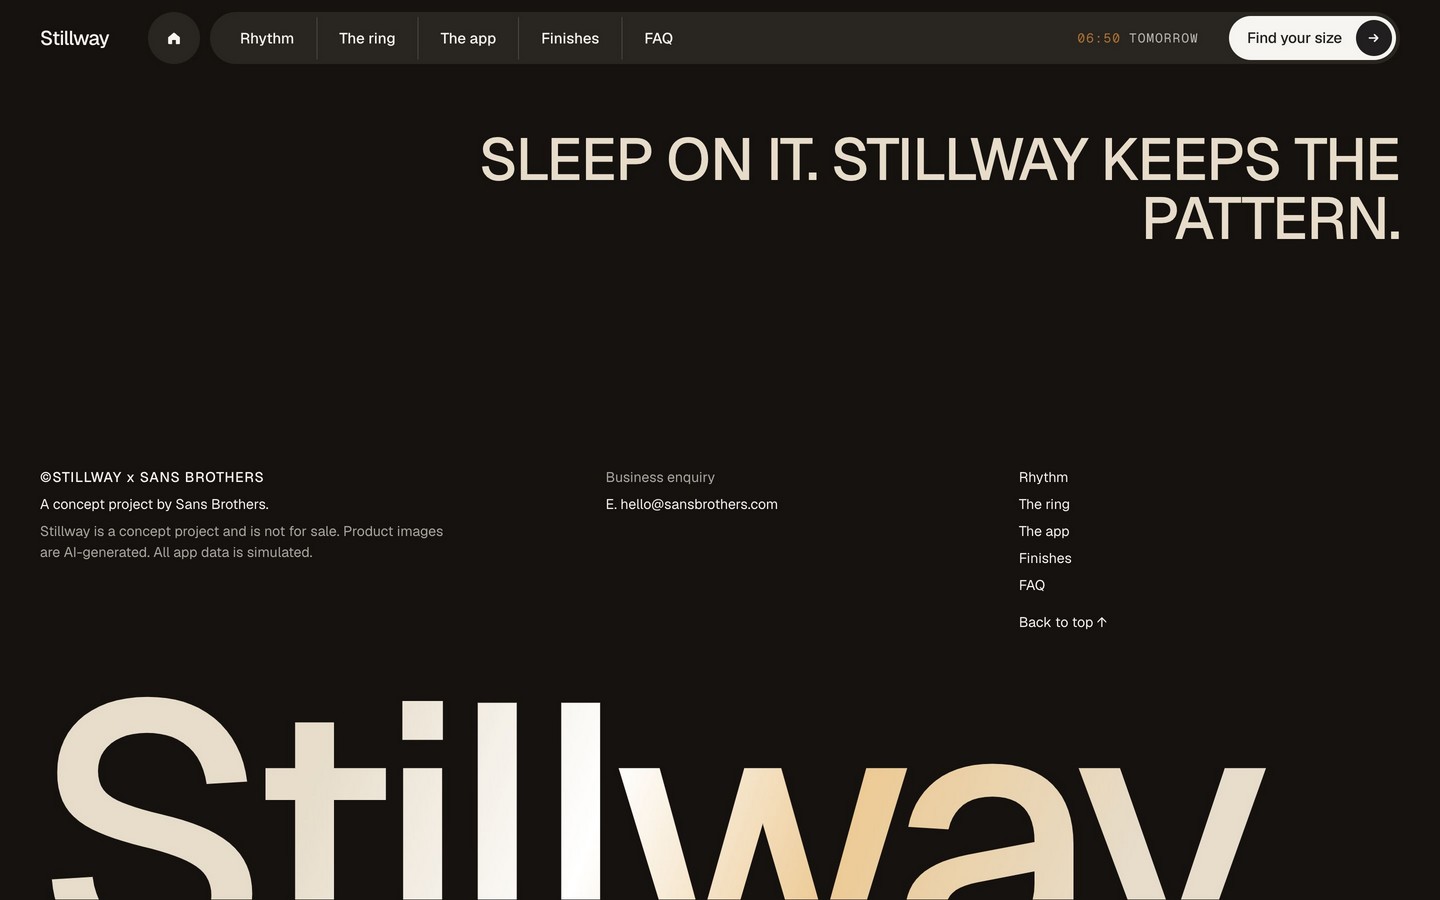 Stillway
Rhythm
The ring
The app
Finishes
FAQ
06:50 TOMORROW
Find your size
SLEEP ON IT. STILLWAY KEEPS THE
PATTERN.
©STILLWAY x SANS BROTHERS
A concept project by Sans Brothers.
Stillway is a concept project and is not for sale. Product images
are AI-generated. All app data is simulated.
Business enquiry
E. hello@sansbrothers.com
Rhythm
The ring
The app
Finishes
FAQ
Back to top ↑
Stillway